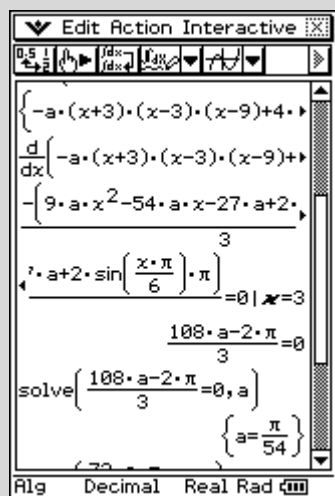 Edit Action Interactive
{-a·(x+3)·(x-3)·(x-9)+4·
d/dx(-a·(x+3)·(x-3)·(x-9)+
-(9·a·x²-54·a·x-27·a+2·
3
·a+2·sin(x·π/6)·π)
=0|x=3
3
(108·a-2·π)/3=0
solve((108·a-2·π)/3=0,a)
{a=π/54}
Alg Decimal Real Rad